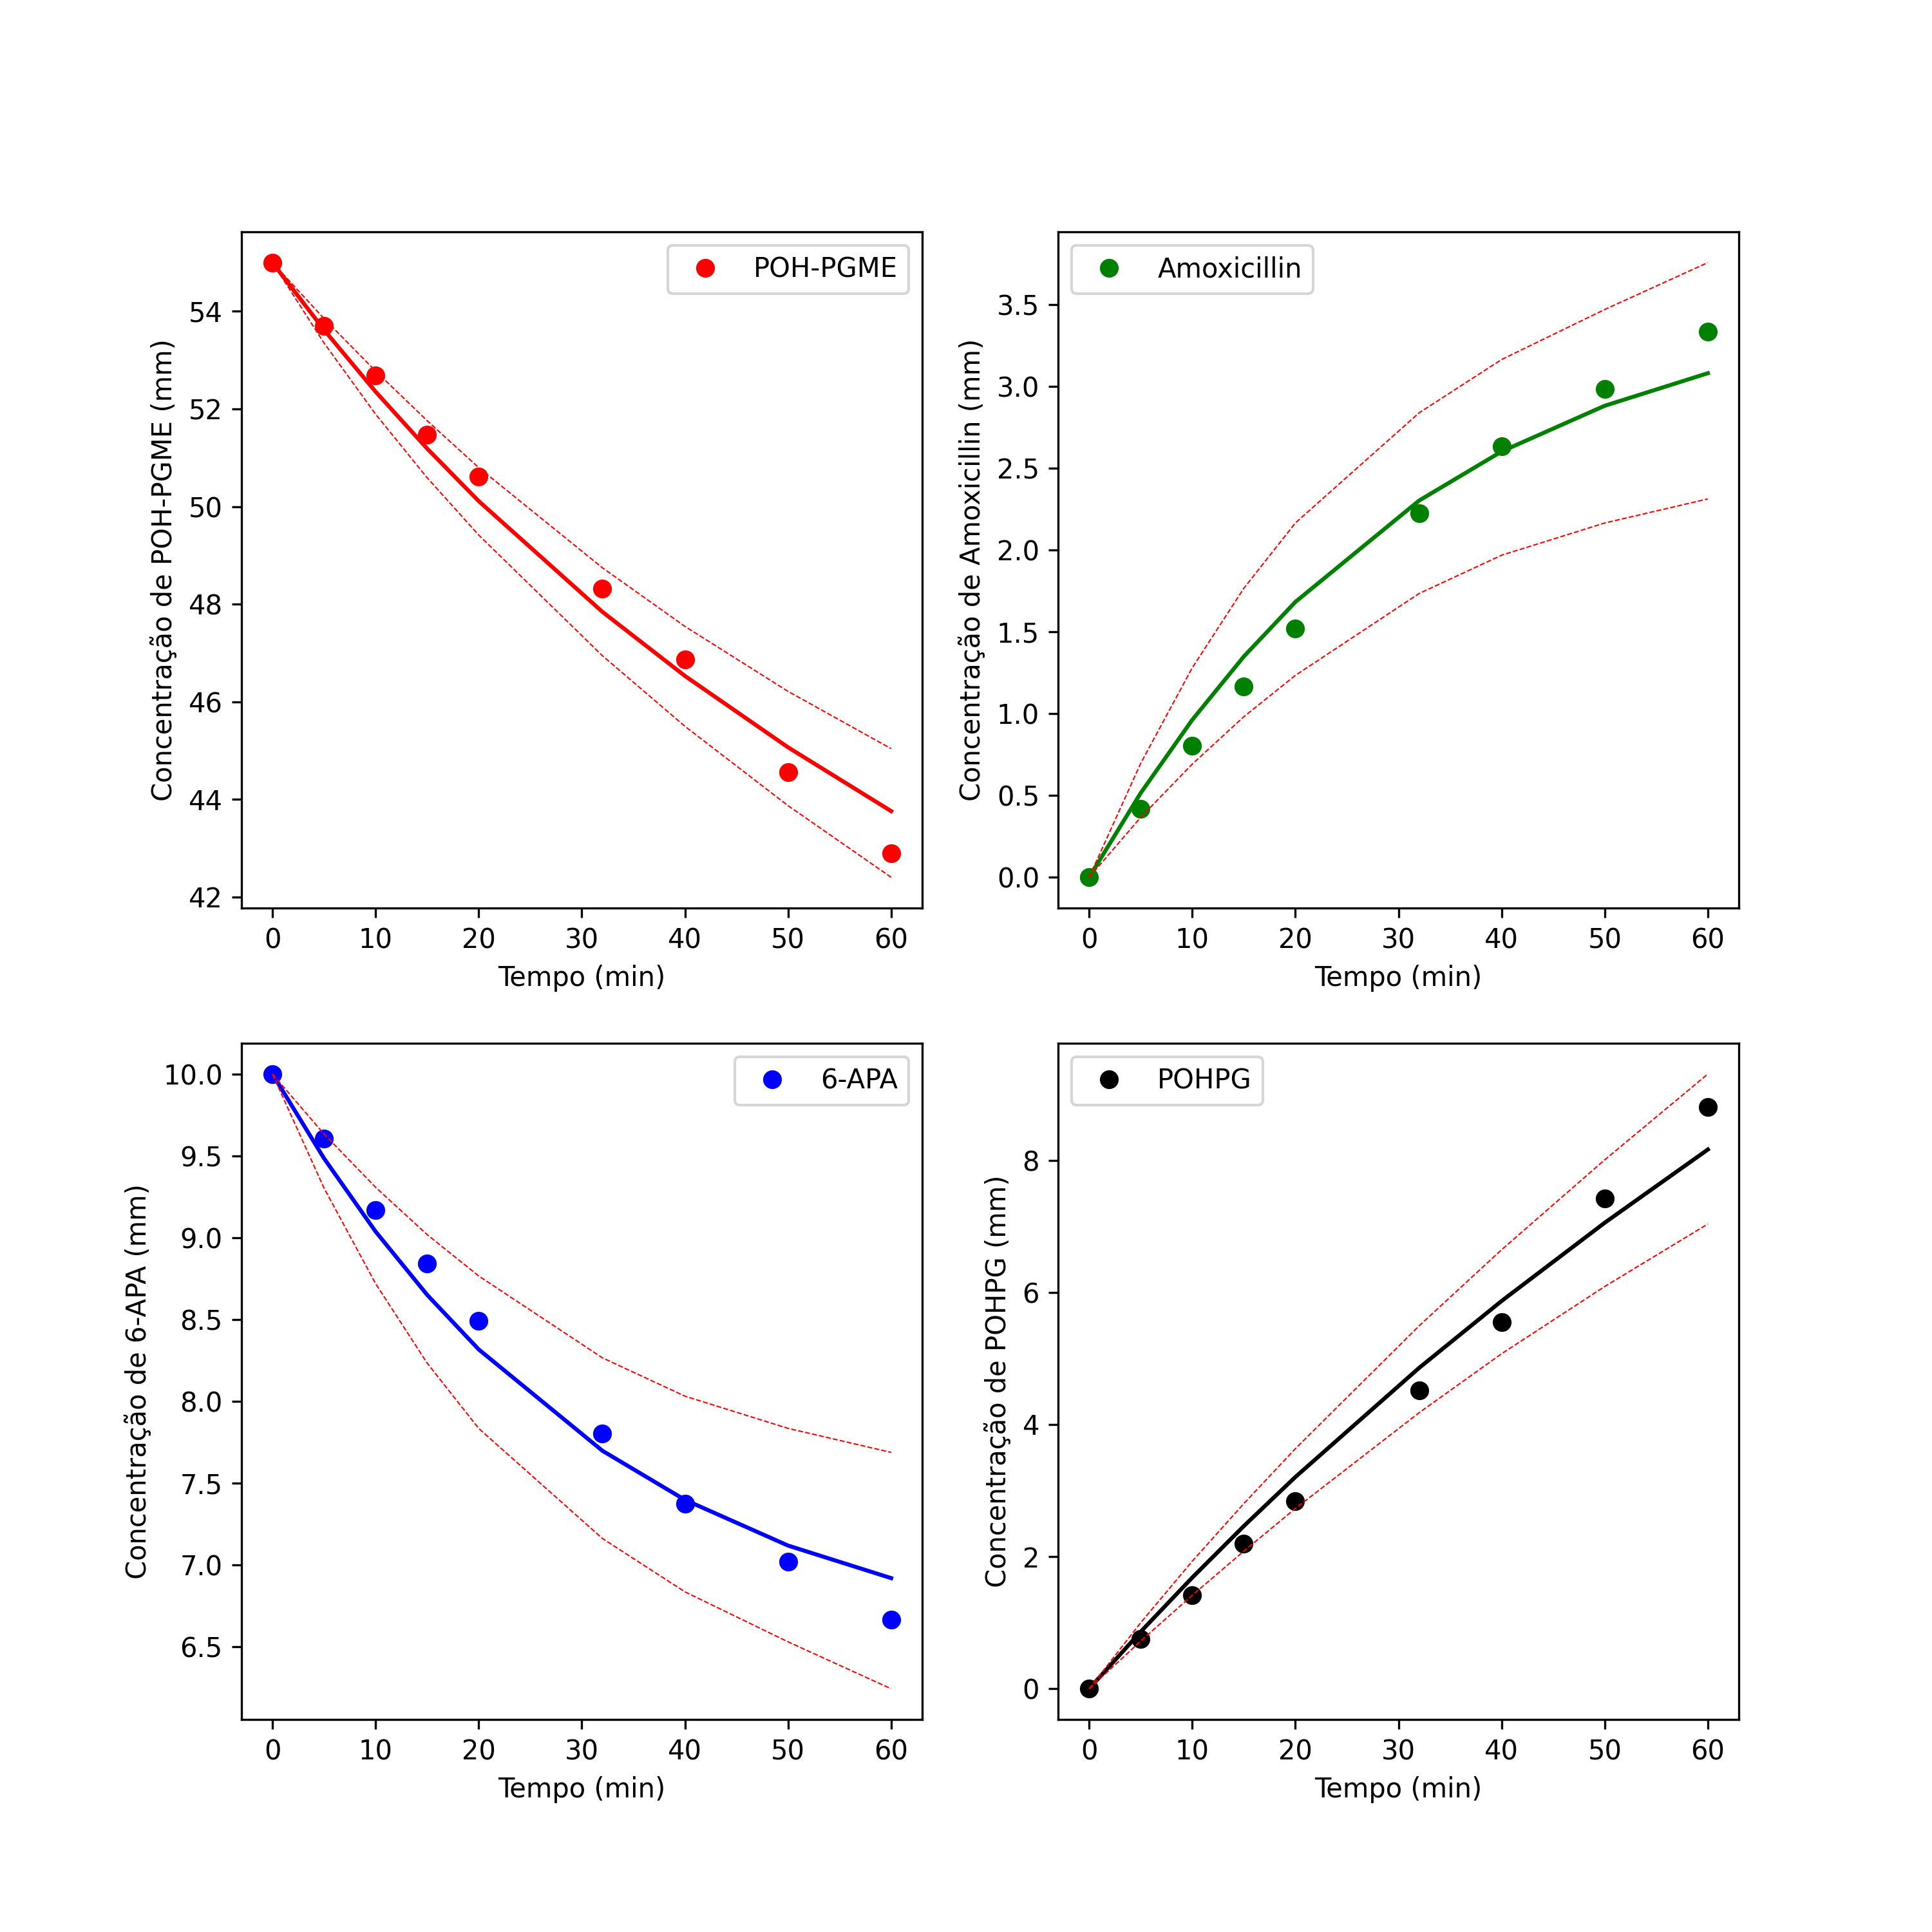 POH-PGME
Concentração de POH-PGME (mm)
54
52
50
48
46
44
42
0 10 20 30 40 50 60
Tempo (min)
Amoxicillin
Concentração de Amoxicillin (mm)
3.5
3.0
2.5
2.0
1.5
1.0
0.5
0.0
0 10 20 30 40 50 60
Tempo (min)
6-APA
Concentração de 6-APA (mm)
10.0
9.5
9.0
8.5
8.0
7.5
7.0
6.5
0 10 20 30 40 50 60
Tempo (min)
POHPG
Concentração de POHPG (mm)
8
6
4
2
0
0 10 20 30 40 50 60
Tempo (min)